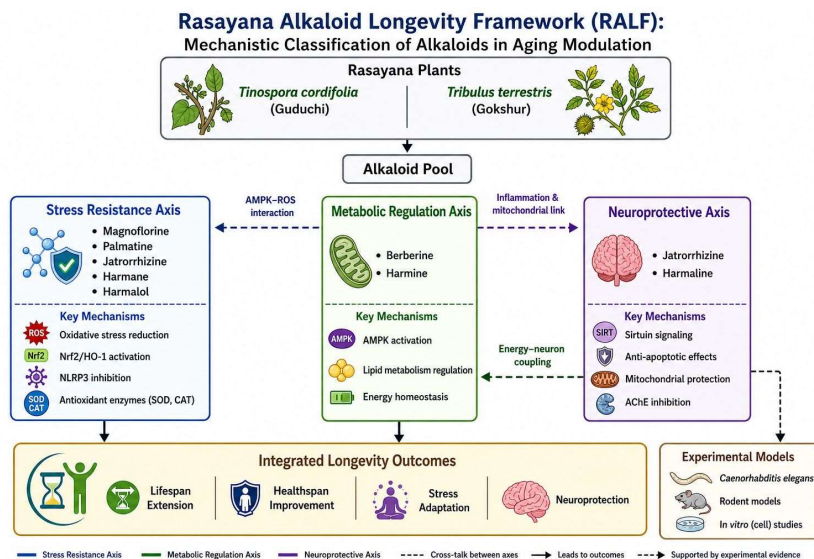 Rasayana Alkaloid Longevity Framework (RALF):
Mechanistic Classification of Alkaloids in Aging Modulation
Rasayana Plants
Tinospora cordifolia
(Guduchi)
Tribulus terrestris
(Gokshur)
Alkaloid Pool
Stress Resistance Axis
• Magnoflorine
• Palmatine
• Jatrorrhizine
• Harmane
• Harmalol
Key Mechanisms
ROS Oxidative stress reduction
Nrf2 Nrf2/HO-1 activation
NLRP3 inhibition
SOD
CAT
Antioxidant enzymes (SOD, CAT)
AMPK–ROS
interaction
Metabolic Regulation Axis
• Berberine
• Harmine
Key Mechanisms
AMPK AMPK activation
Lipid metabolism regulation
Energy homeostasis
Inflammation &
mitochondrial link
Energy–neuron
coupling
Neuroprotective Axis
• Jatrorrhizine
• Harmaline
Key Mechanisms
SIRT Sirtuin signaling
Anti-apoptotic effects
Mitochondrial protection
AChE inhibition
Integrated Longevity Outcomes
Lifespan
Extension
Healthspan
Improvement
Stress
Adaptation
Neuroprotection
Experimental Models
Caenorhabditis elegans
Rodent models
In vitro (cell) studies
Stress Resistance Axis
Metabolic Regulation Axis
Neuroprotective Axis
Cross-talk between axes
Leads to outcomes
Supported by experimental evidence